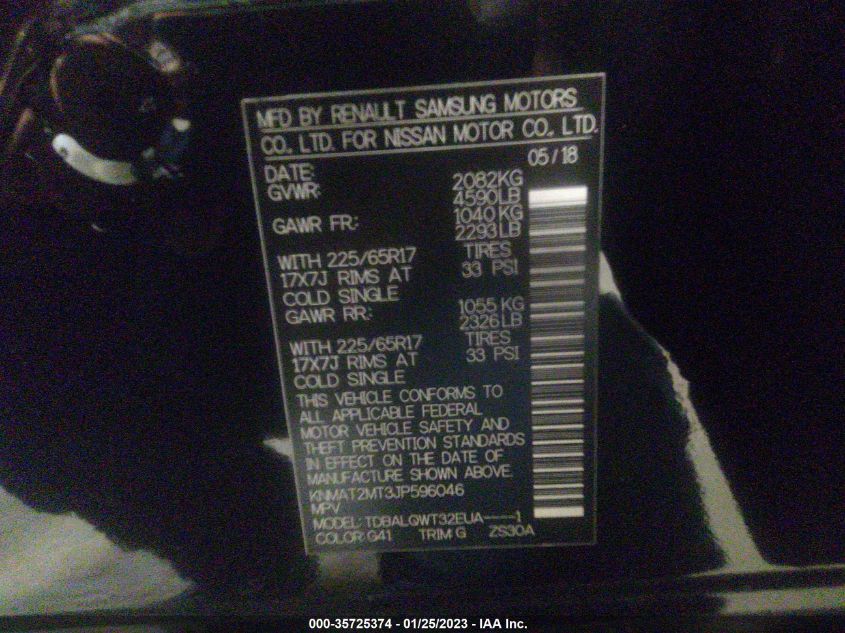 MFD BY RENAULT SAMSUNG MOTORS
CO., LTD. FOR NISSAN MOTOR CO., LTD.
05/18
DATE:
GVWR: 2082KG
4590LB
GAWR FR: 1040KG
2293LB
WITH 225/65R17 TIRES
17X7J RIMS AT 33 PSI
COLD SINGLE
GAWR RR: 1055KG
2326LB
WITH 225/65R17 TIRES
17X7J RIMS AT 33 PSI
COLD SINGLE
THIS VEHICLE CONFORMS TO
ALL APPLICABLE FEDERAL
MOTOR VEHICLE SAFETY AND
THEFT PREVENTION STANDARDS
IN EFFECT ON THE DATE OF
MANUFACTURE SHOWN ABOVE.
KNMAT2MT3JP596046
MPV
MODEL: TDBALQWT32EUA----1
COLOR: G41 TRIM: G ZS30A
000-35725374 - 01/25/2023 - IAA Inc.